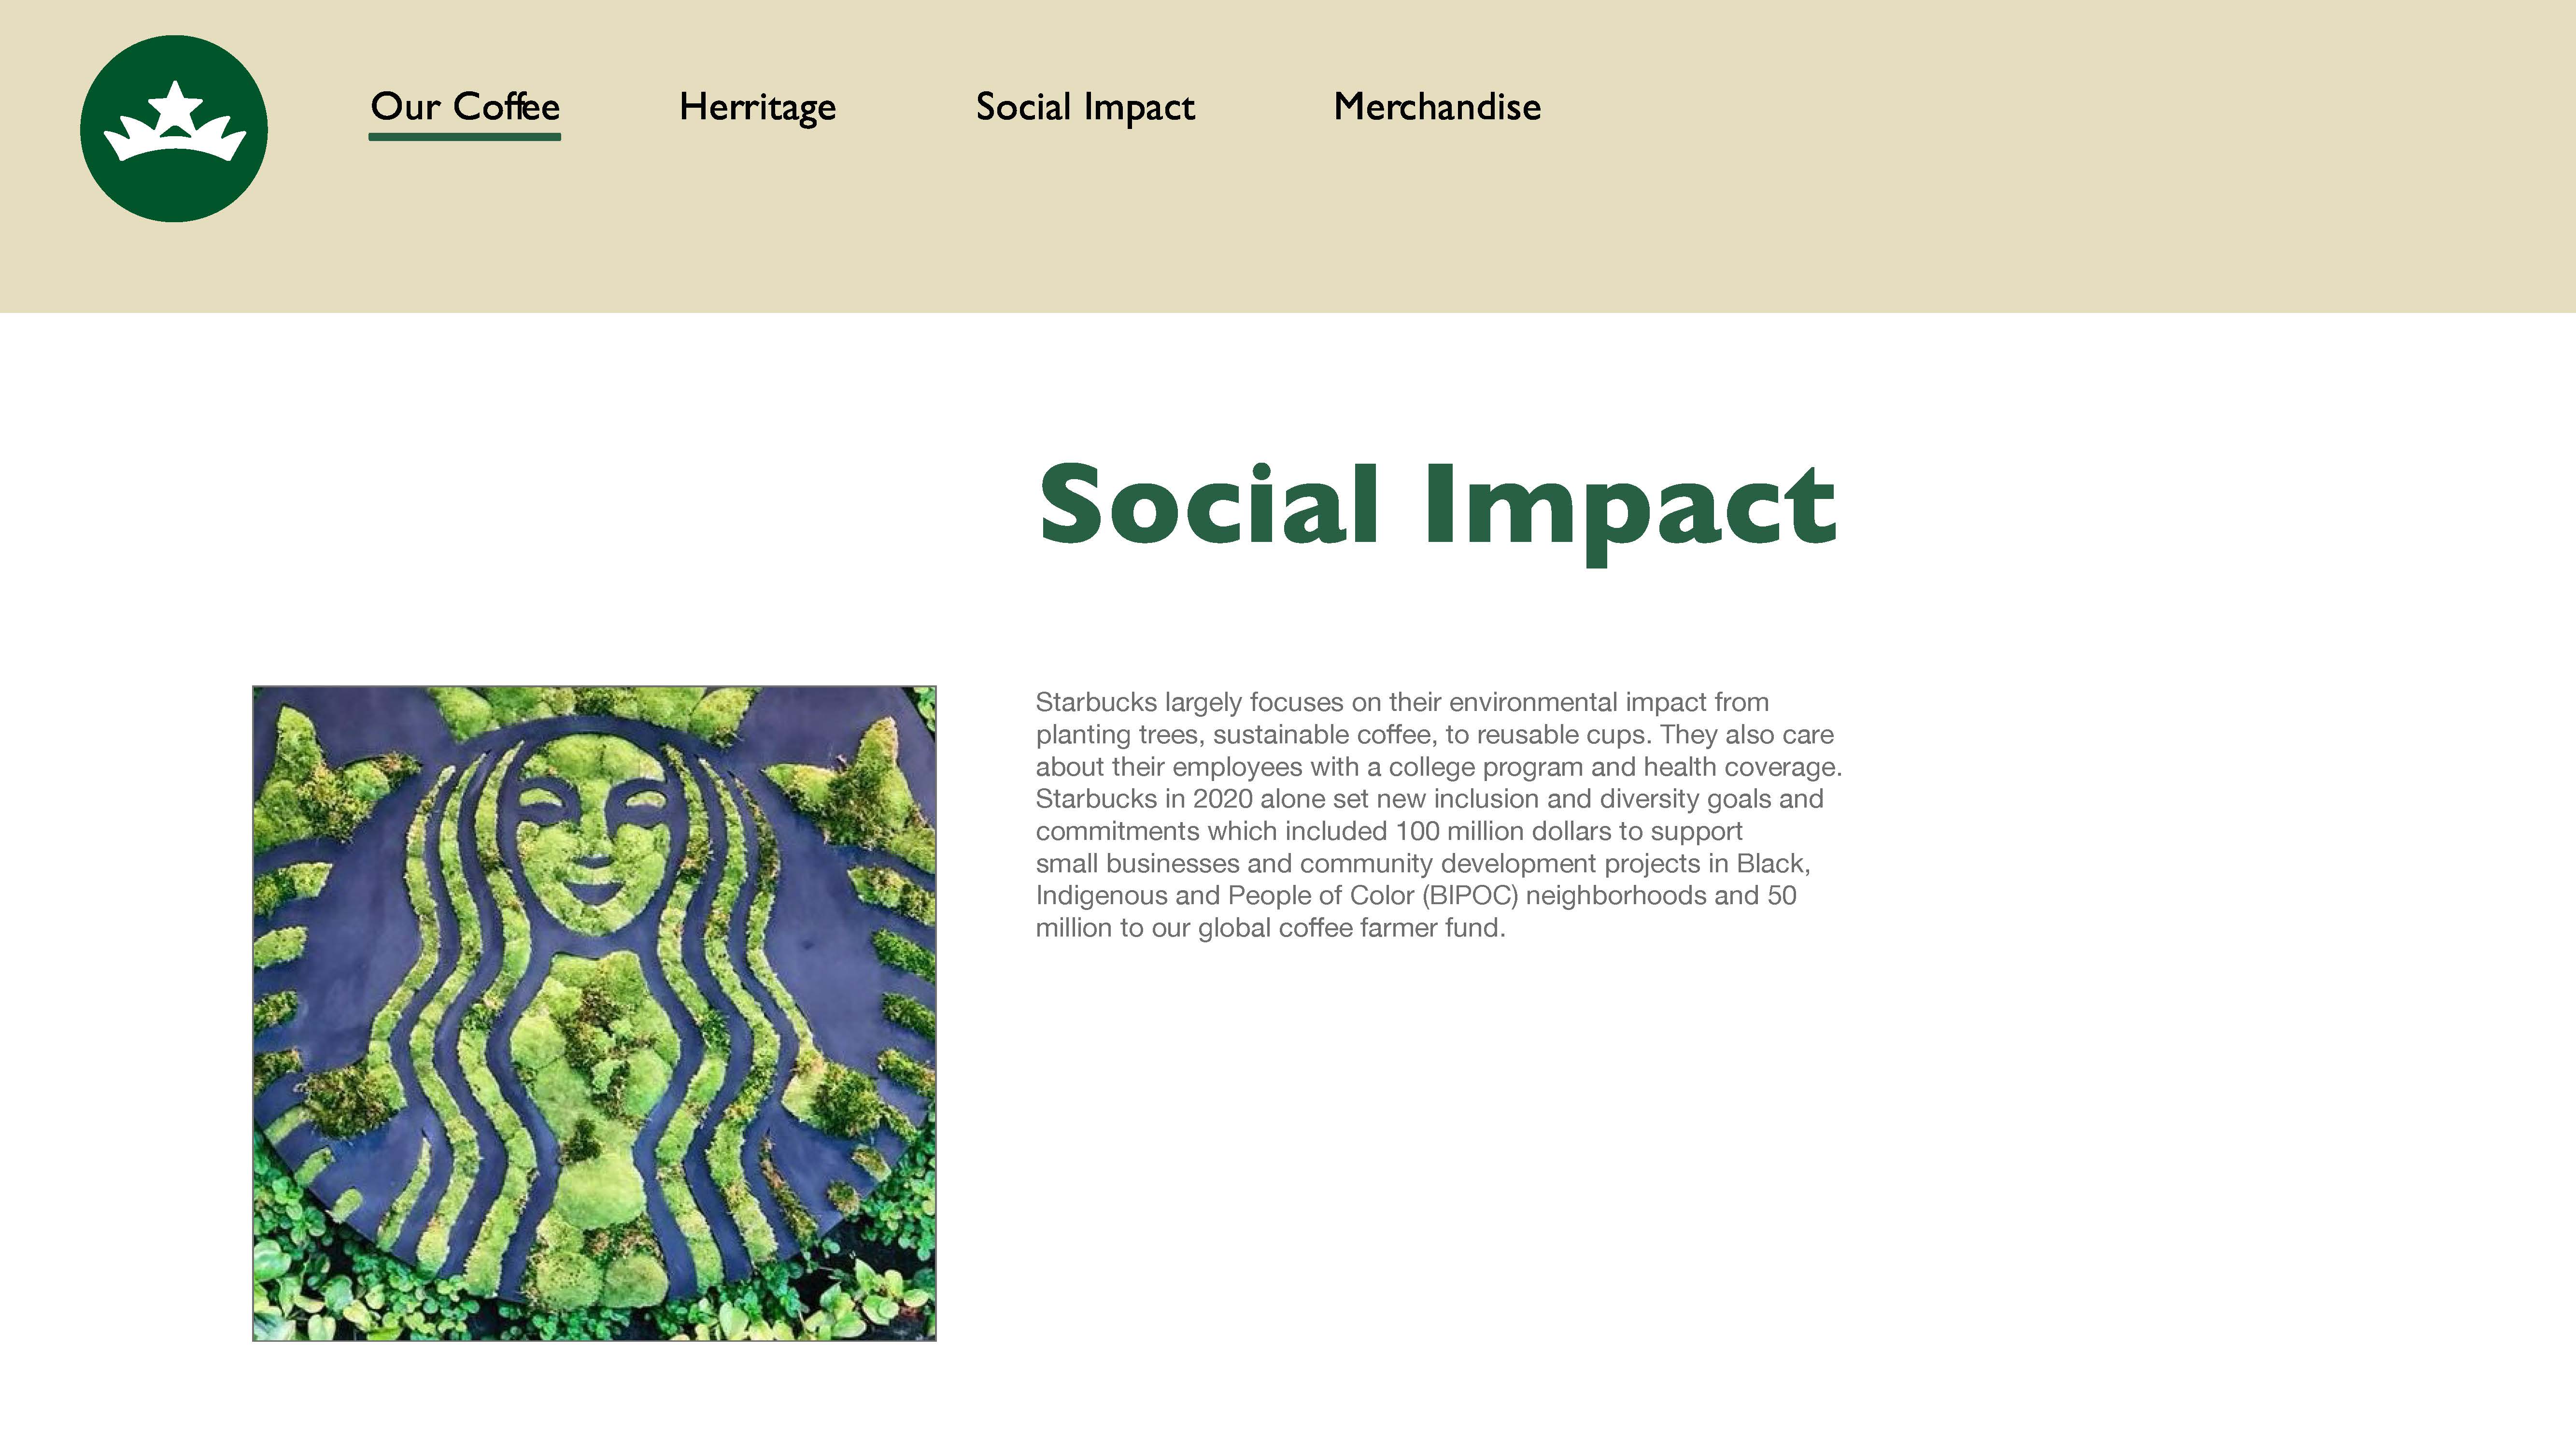 Our Coffee
Herritage
Social Impact
Merchandise
Social Impact
Starbucks largely focuses on their environmental impact from
planting trees, sustainable coffee, to reusable cups. They also care
about their employees with a college program and health coverage.
Starbucks in 2020 alone set new inclusion and diversity goals and
commitments which included 100 million dollars to support
small businesses and community development projects in Black,
Indigenous and People of Color (BIPOC) neighborhoods and 50
million to our global coffee farmer fund.